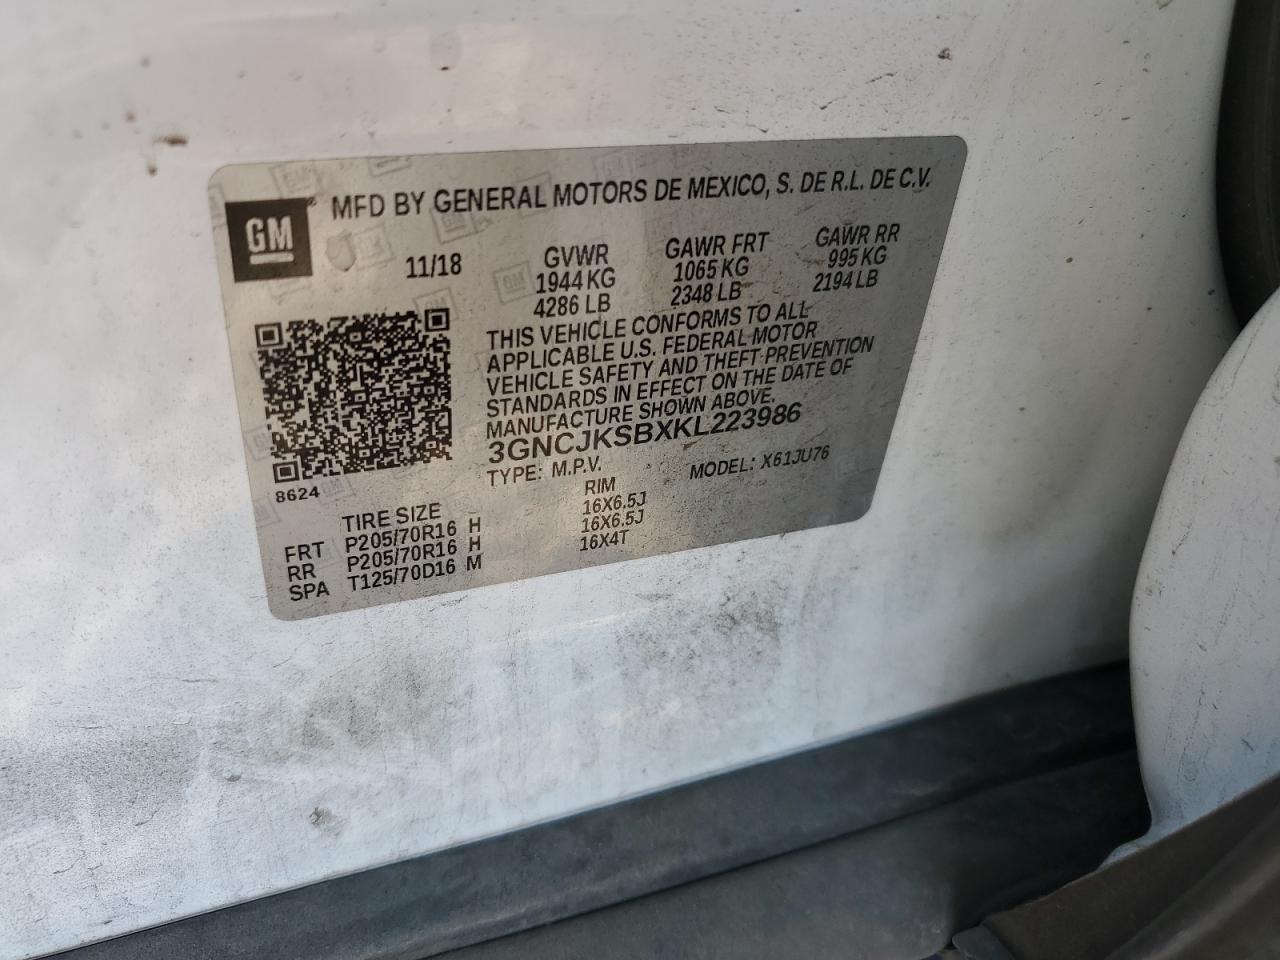 GM
MFD BY GENERAL MOTORS DE MEXICO, S. DE R.L. DE C.V.
11/18 GVWR GAWR FRT GAWR RR
1944 KG 1065 KG 995 KG
4286 LB 2348 LB 2194 LB
THIS VEHICLE CONFORMS TO ALL
APPLICABLE U.S. FEDERAL MOTOR
VEHICLE SAFETY AND THEFT PREVENTION
STANDARDS IN EFFECT ON THE DATE OF
MANUFACTURE SHOWN ABOVE.
3GNCJKSBXKL223986
8624 TYPE: M.P.V. MODEL: X61JU76
TIRE SIZE RIM
FRT P205/70R16 H 16X6.5J
RR P205/70R16 H 16X6.5J
SPA T125/70D16 M 16X4T